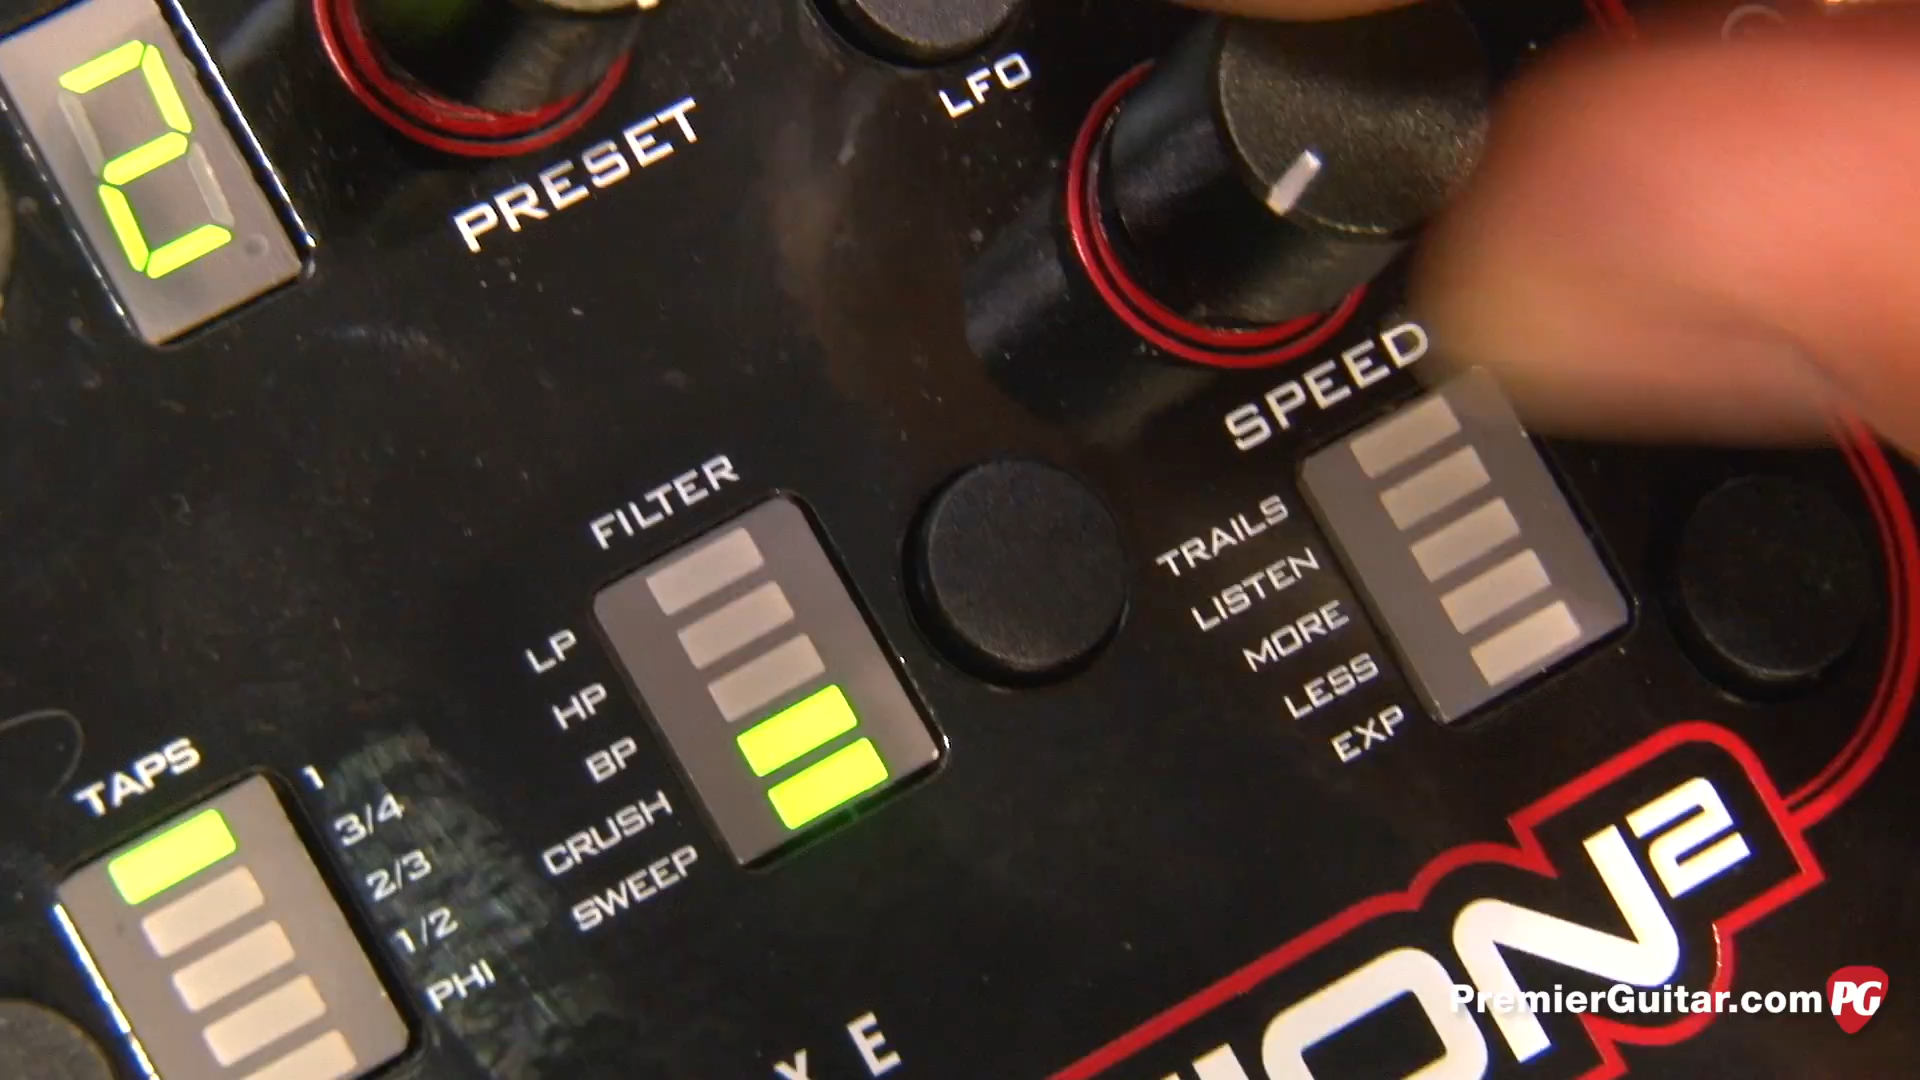 2
PRESET
LFO
SPEED
FILTER
LP
HP
BP
CRUSH
SWEEP
TRAILS
LISTEN
MORE
LESS
EXP
TAPS
1
3/4
2/3
1/2
PHI
PremierGuitar.com PG